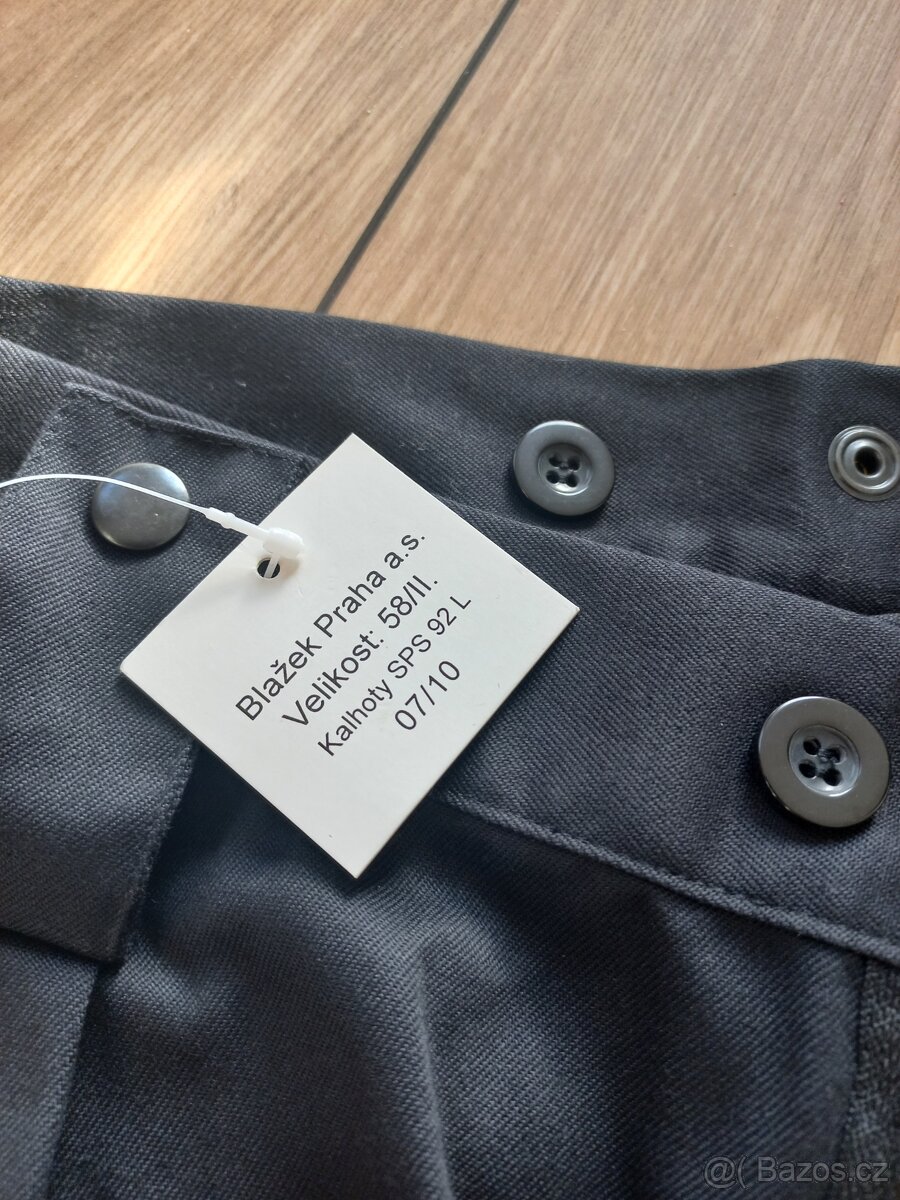 Blažek Praha a.s.
Velikost: 58/II.
Kalhoty SPS 92 L
07/10
@( Bazos.cz